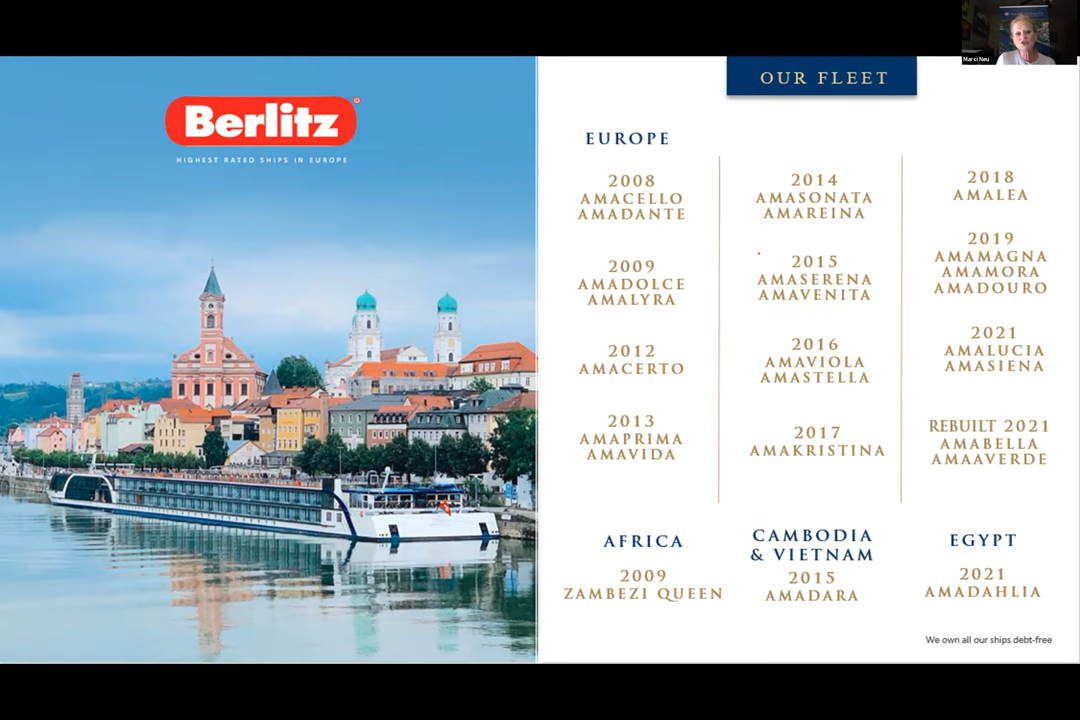 Marci Neu
OUR FLEET
Berlitz®
HIGHEST RATED SHIPS IN EUROPE
EUROPE
2008
AMACELLO
AMADANTE
2009
AMADOLCE
AMALYRA
2012
AMACERTO
2013
AMAPRIMA
AMAVIDA
2014
AMASONATA
AMAREINA
2015
AMASERENA
AMAVENITA
2016
AMAVIOLA
AMASTELLA
2017
AMAKRISTINA
2018
AMALEA
2019
AMAMAGNA
AMAMORA
AMADOURO
2021
AMALUCIA
AMASIENA
REBUILT 2021
AMABELLA
AMAAVERDE
AFRICA
2009
ZAMBEZI QUEEN
CAMBODIA
& VIETNAM
2015
AMADARA
EGYPT
2021
AMADAHLIA
We own all our ships debt-free